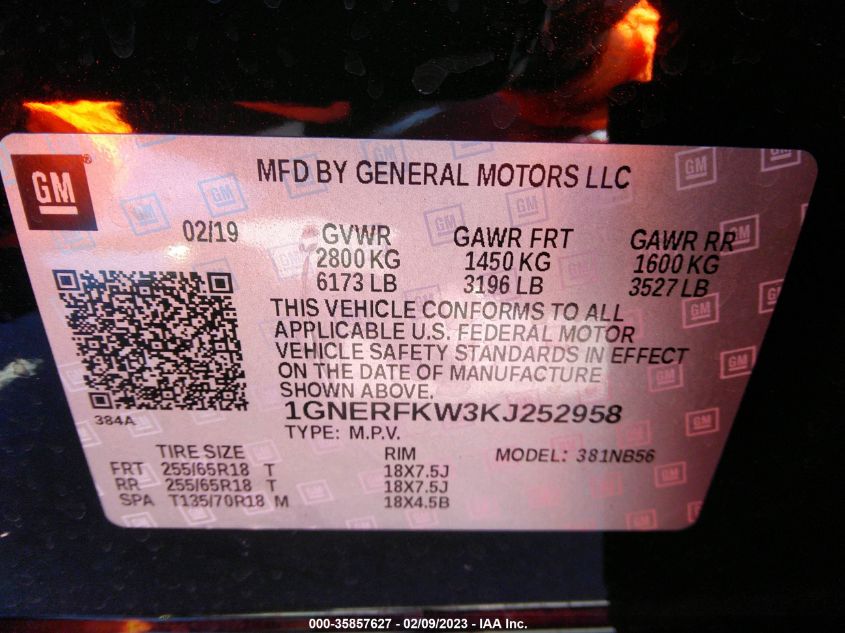 GM
MFD BY GENERAL MOTORS LLC
02/19 GVWR GAWR FRT GAWR RR
2800 KG 1450 KG 1600 KG
6173 LB 3196 LB 3527 LB
THIS VEHICLE CONFORMS TO ALL
APPLICABLE U.S. FEDERAL MOTOR
VEHICLE SAFETY STANDARDS IN EFFECT
ON THE DATE OF MANUFACTURE
SHOWN ABOVE.
384A
1GNERFKW3KJ252958
TYPE: M.P.V.
TIRE SIZE RIM MODEL: 381NB56
FRT 255/65R18 T 18X7.5J
RR 255/65R18 T 18X7.5J
SPA T135/70R18 M 18X4.5B
000-35857627 - 02/09/2023 - IAA Inc.